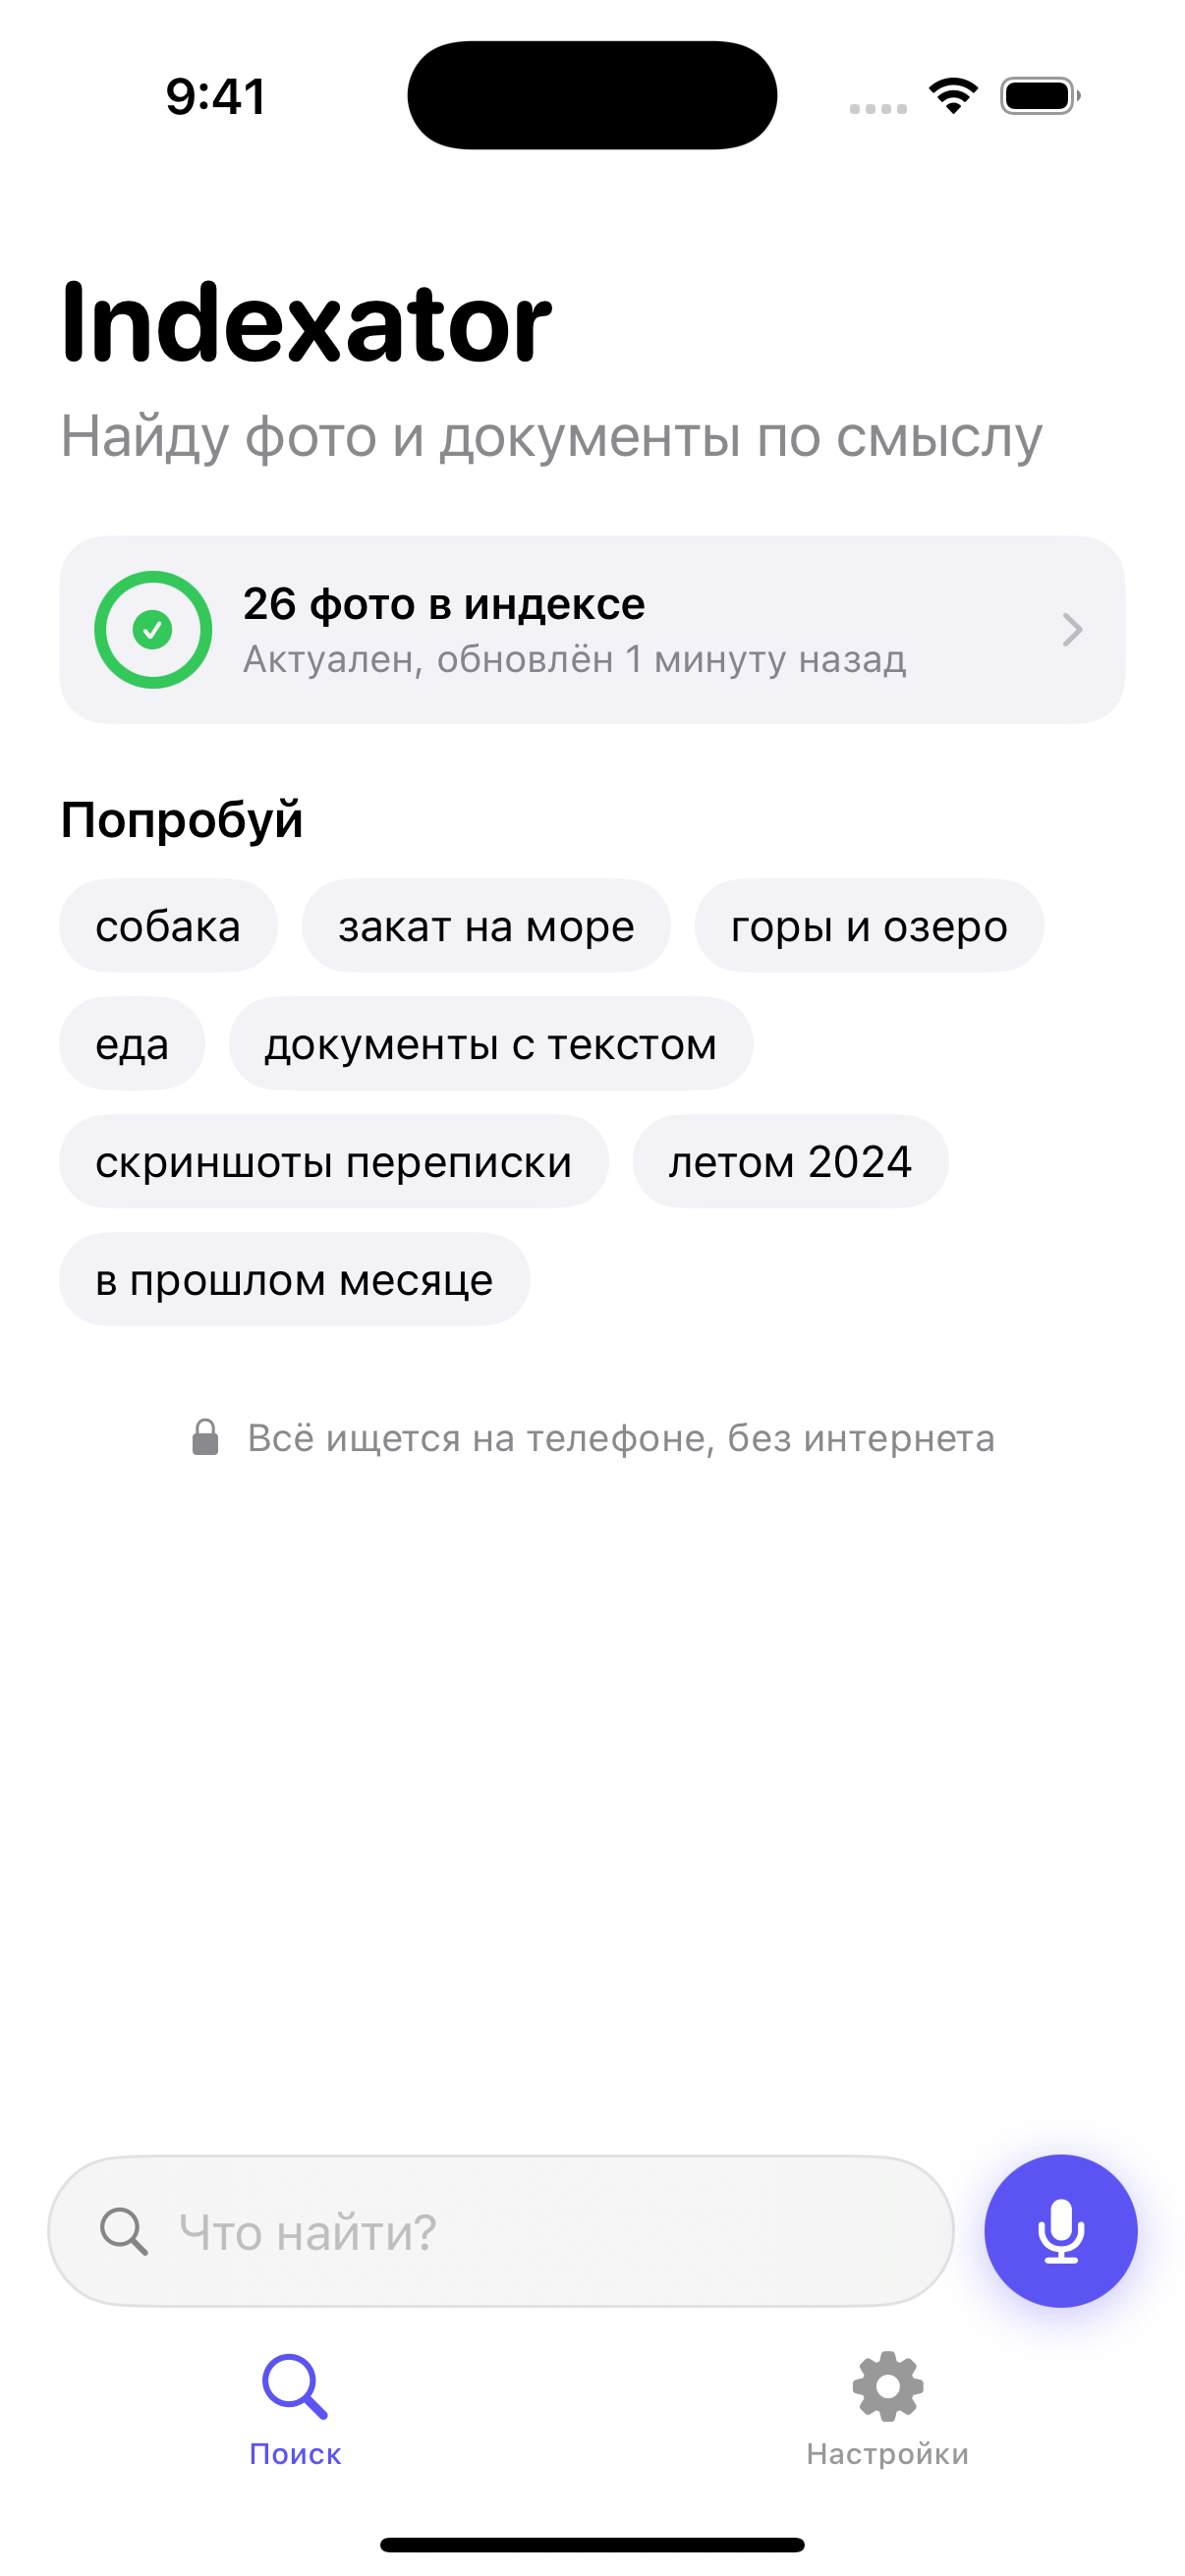 9:41
Indexator
Найду фото и документы по смыслу
26 фото в индексе
Актуален, обновлён 1 минуту назад
Попробуй
собака закат на море горы и озеро
еда документы с текстом
скриншоты переписки летом 2024
в прошлом месяце
Всё ищется на телефоне, без интернета
Что найти?
Поиск Настройки